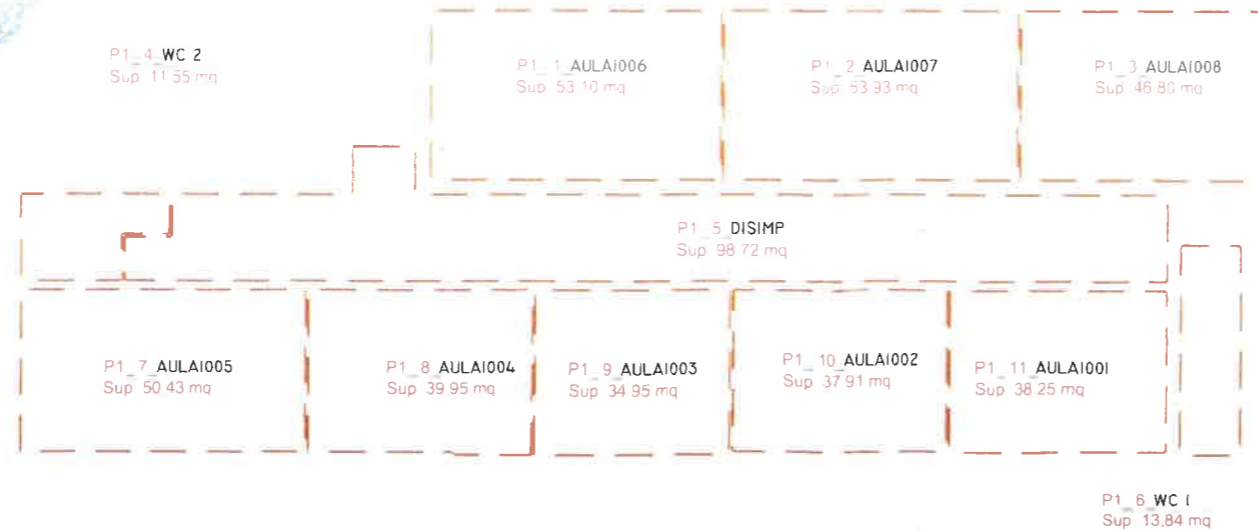 P1_4_WC 2
Sup 11 55 mq
P1_1_AULA1006
Sup 53 10 mq
P1_2_AULA1007
Sup 53 93 mq
P1_3_AULA1008
Sup 46 80 mq
P1_5_DISIMP
Sup 98 72 mq
P1_7_AULA1005
Sup 50 43 mq
P1_8_AULA1004
Sup 39 95 mq
P1_9_AULA1003
Sup 34 95 mq
P1_10_AULA1002
Sup 37 91 mq
P1_11_AULA1001
Sup 38 25 mq
P1_6_WC 1
Sup 13,84 mq